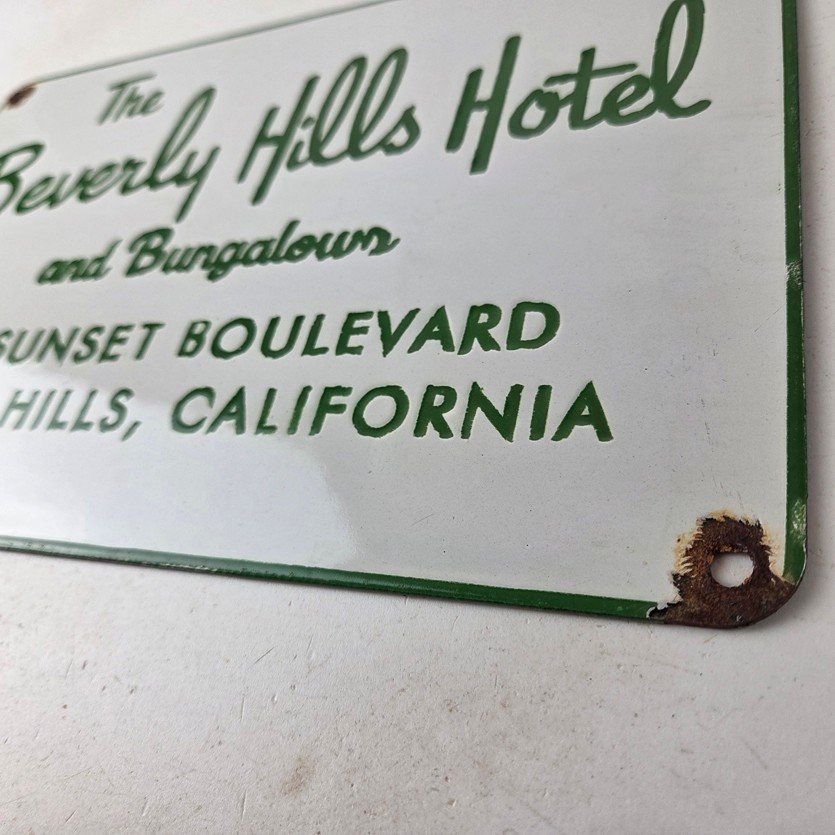 The
Beverly Hills Hotel
and Bungalows
SUNSET BOULEVARD
HILLS, CALIFORNIA